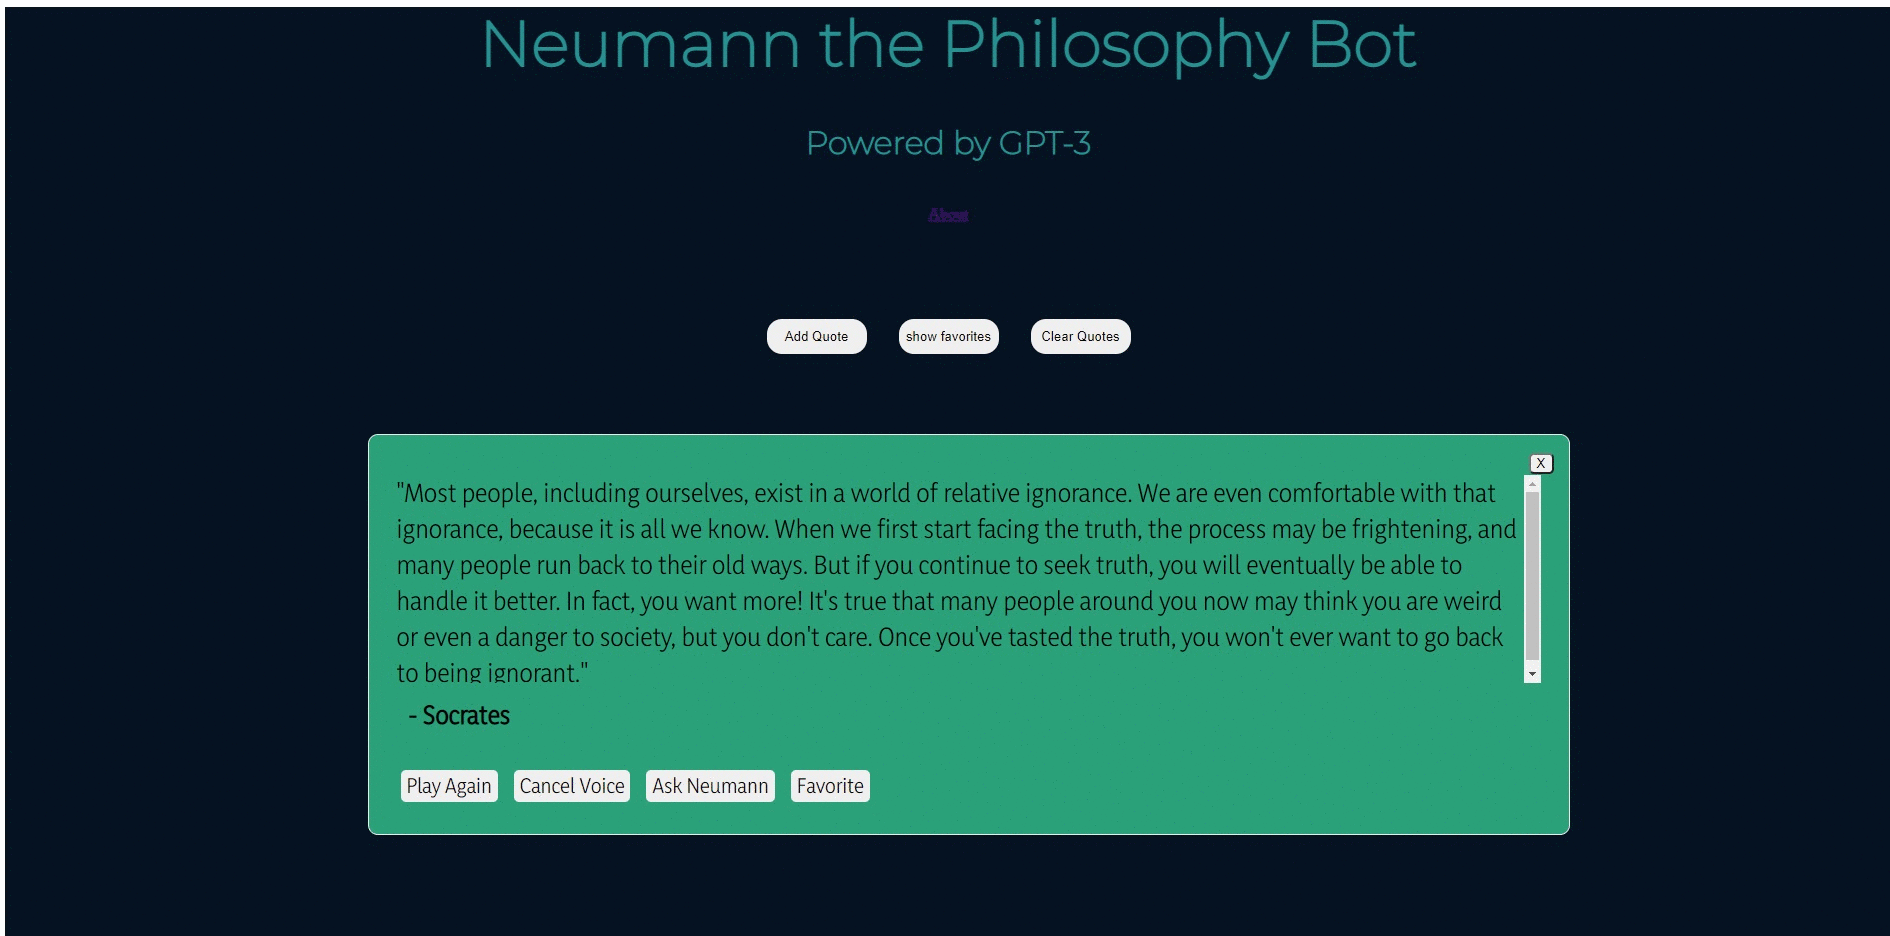 Neumann the Philosophy Bot
Powered by GPT-3
About
Add Quote
show favorites
Clear Quotes
X
"Most people, including ourselves, exist in a world of relative ignorance. We are even comfortable with that
ignorance, because it is all we know. When we first start facing the truth, the process may be frightening, and
many people run back to their old ways. But if you continue to seek truth, you will eventually be able to
handle it better. In fact, you want more! It's true that many people around you now may think you are weird
or even a danger to society, but you don't care. Once you've tasted the truth, you won't ever want to go back
to being ignorant."
- Socrates
Play Again
Cancel Voice
Ask Neumann
Favorite